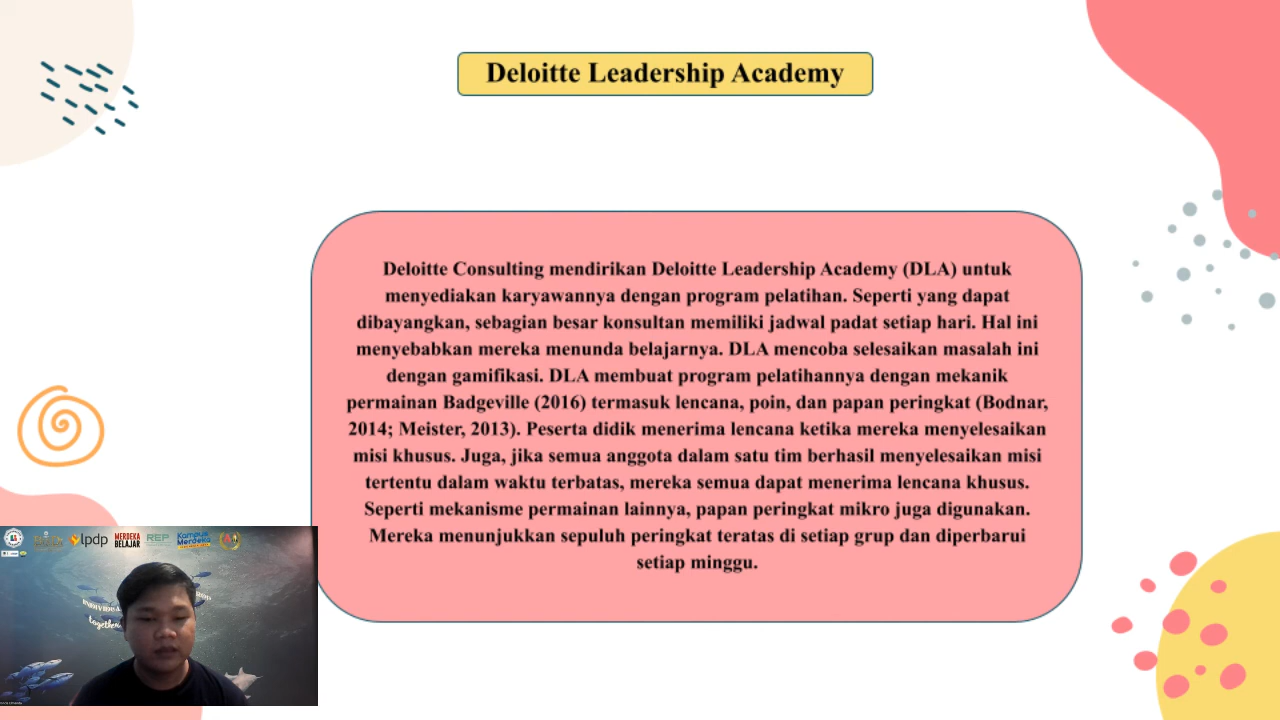 Deloitte Leadership Academy
Deloitte Consulting mendirikan Deloitte Leadership Academy (DLA) untuk
menyediakan karyawannya dengan program pelatihan. Seperti yang dapat
dibayangkan, sebagian besar konsultan memiliki jadwal padat setiap hari. Hal ini
menyebabkan mereka menunda belajarnya. DLA mencoba selesaikan masalah ini
dengan gamifikasi. DLA membuat program pelatihannya dengan mekanik
permainan Badgeville (2016) termasuk lencana, poin, dan papan peringkat (Bodnar,
2014; Meister, 2013). Peserta didik menerima lencana ketika mereka menyelesaikan
misi khusus. Juga, jika semua anggota dalam satu tim berhasil menyelesaikan misi
tertentu dalam waktu terbatas, mereka semua dapat menerima lencana khusus.
Seperti mekanisme permainan lainnya, papan peringkat mikro juga digunakan.
Mereka menunjukkan sepuluh peringkat teratas di setiap grup dan diperbarui
setiap minggu.
lpdp
MERDEKA
BELAJAR
REP
Kampus
Merdeka
together